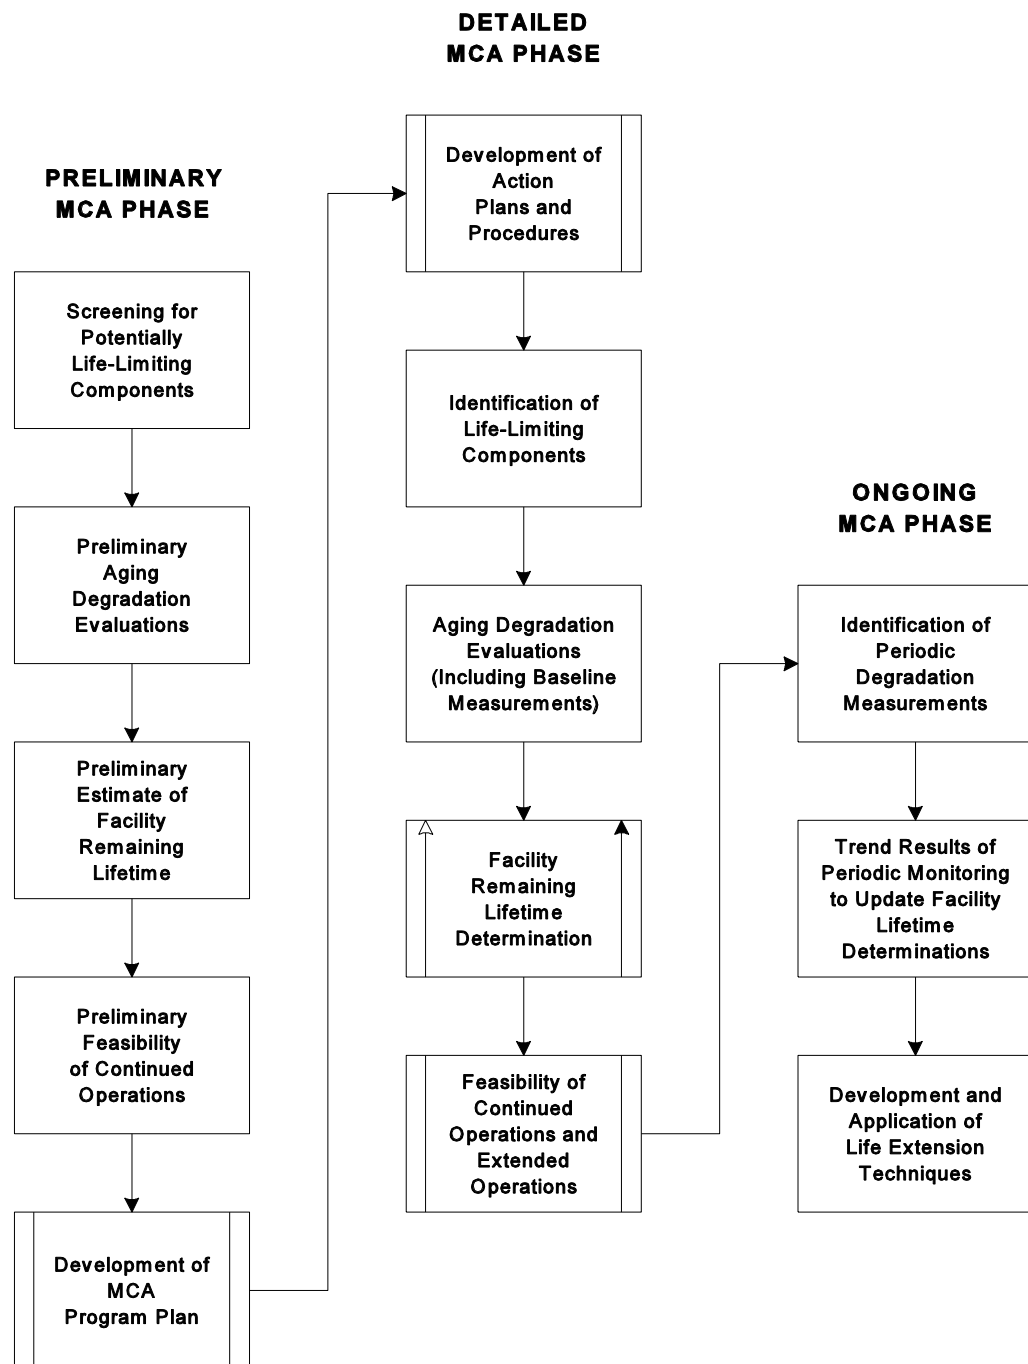 PRELIMINARY
MCA PHASE
Screening for
Potentially
Life-Limiting
Components
Preliminary
Aging
Degradation
Evaluations
Preliminary
Estimate of
Facility
Remaining
Lifetime
Preliminary
Feasibility
of Continued
Operations
Development of
MCA
Program Plan
DETAILED
MCA PHASE
Development of
Action
Plans and
Procedures
Identification of
Life-Limiting
Components
Aging Degradation
Evaluations
(Including Baseline
Measurements)
Facility
Remaining
Lifetime
Determination
Feasibility of
Continued
Operations and
Extended
Operations
ONGOING
MCA PHASE
Identification of
Periodic
Degradation
Measurements
Trend Results of
Periodic Monitoring
to Update Facility
Lifetime
Determinations
Development and
Application of
Life Extension
Techniques